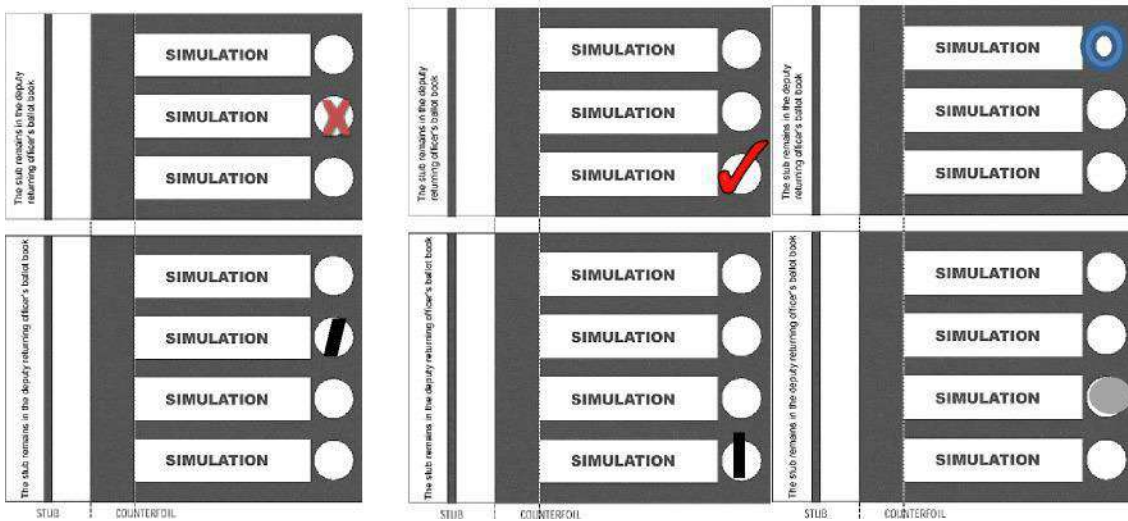 The stub remains in the deputy
returning officer's ballot book
SIMULATION
SIMULATION
SIMULATION
The stub remains in the deputy
returning officer's ballot book
SIMULATION
SIMULATION
SIMULATION
The stub remains in the deputy
returning officer's ballot book
SIMULATION
SIMULATION
SIMULATION
The stub remains in the deputy returning officer's ballot book
SIMULATION
SIMULATION
SIMULATION
SIMULATION
STUB
COUNTERFOIL
The stub remains in the deputy returning officer's ballot book
SIMULATION
SIMULATION
SIMULATION
SIMULATION
STUB
COUNTERFOIL
The stub remains in the deputy returning officer's ballot book
SIMULATION
SIMULATION
SIMULATION
SIMULATION
STUB
COUNTERFOIL